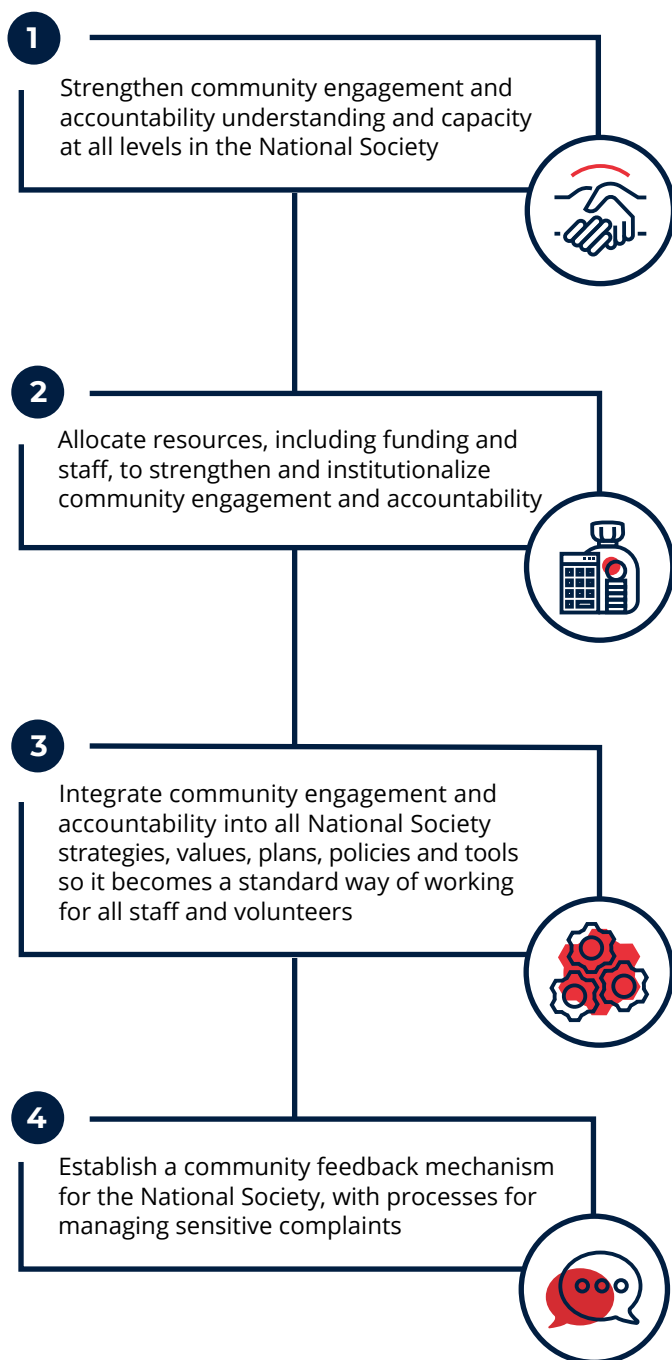 1
Strengthen community engagement and
accountability understanding and capacity
at all levels in the National Society
2
Allocate resources, including funding and
staff, to strengthen and institutionalize
community engagement and accountability
3
Integrate community engagement and
accountability into all National Society
strategies, values, plans, policies and tools
so it becomes a standard way of working
for all staff and volunteers
4
Establish a community feedback mechanism
for the National Society, with processes for
managing sensitive complaints